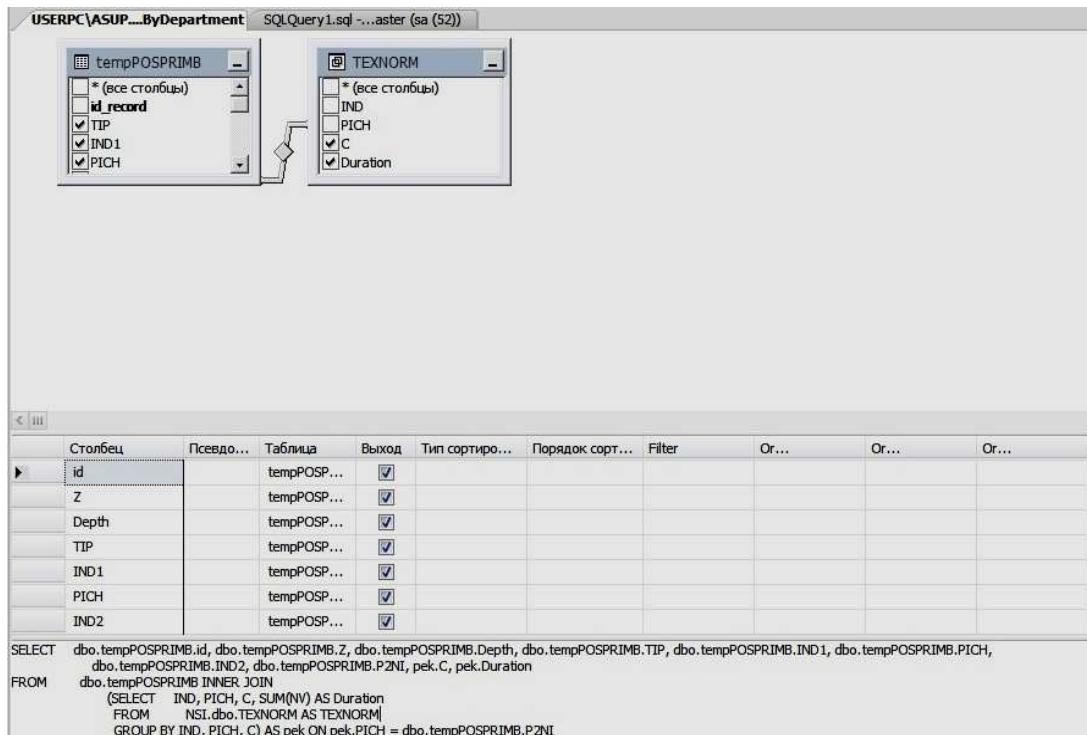 USERPC\ASUP....ByDepartment SQLQuery1.sql -...aster (sa (52))
tempPOSPRIMB
* (все столбцы)
id_record
TIP
IND1
PICH
TEXNORM
* (все столбцы)
IND
PICH
C
Duration
Столбец Псевдо... Таблица Выход Тип сортиро... Порядок сорт... Filter Or... Or... Or...
id tempPOSP...
Z tempPOSP...
Depth tempPOSP...
TIP tempPOSP...
IND1 tempPOSP...
PICH tempPOSP...
IND2 tempPOSP...
SELECT dbo.tempPOSPRIMB.id, dbo.tempPOSPRIMB.Z, dbo.tempPOSPRIMB.Depth, dbo.tempPOSPRIMB.TIP, dbo.tempPOSPRIMB.IND1, dbo.tempPOSPRIMB.PICH,
dbo.tempPOSPRIMB.IND2, dbo.tempPOSPRIMB.P2NI, pek.C, pek.Duration
FROM dbo.tempPOSPRIMB INNER JOIN
(SELECT IND, PICH, C, SUM(NV) AS Duration
FROM NSI.dbo.TEXNORM AS TEXNORM
GROUP BY IND, PICH, C) AS pek ON pek.PICH = dbo.tempPOSPRIMB.P2NI